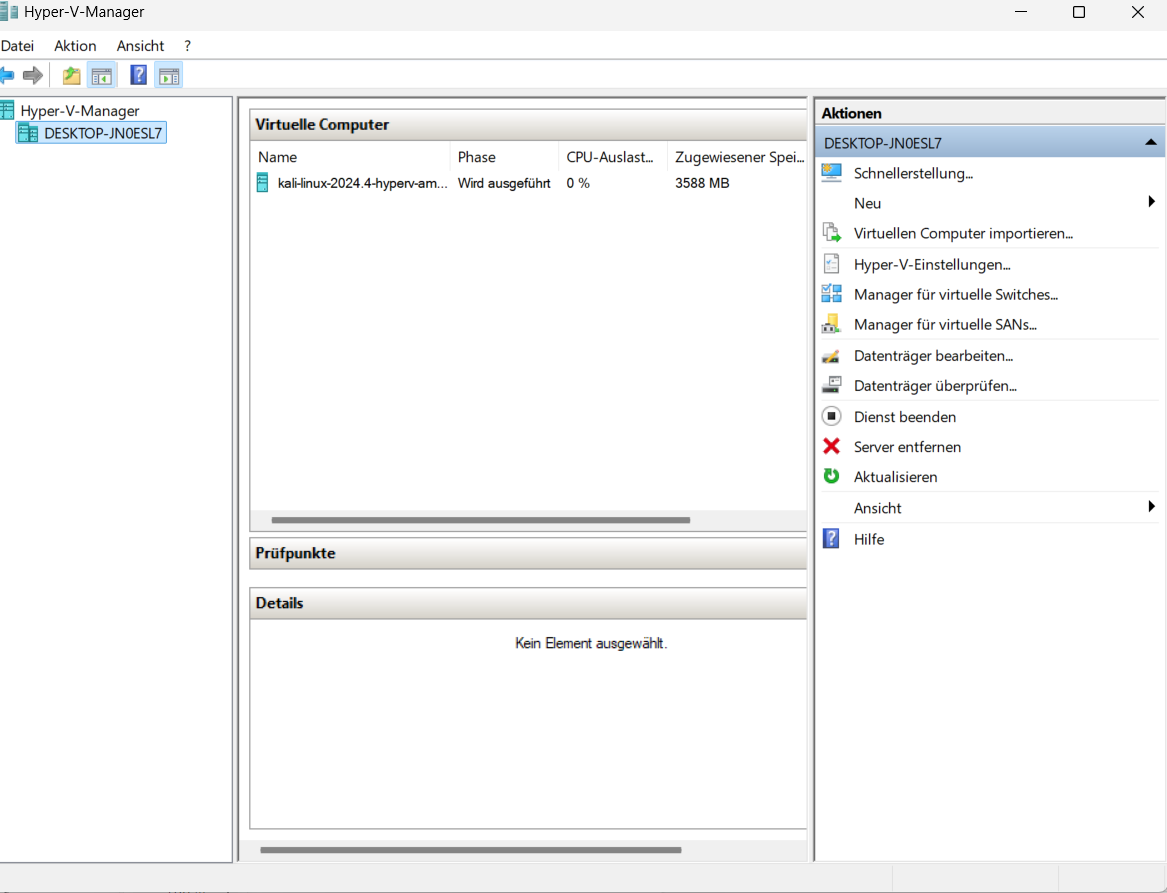 Hyper-V-Manager
Datei Aktion Ansicht ?
Hyper-V-Manager
DESKTOP-JN0ESL7
Virtuelle Computer
Name Phase CPU-Auslast... Zugewiesener Spei...
kali-linux-2024.4-hyperv-am... Wird ausgeführt 0 % 3588 MB
Prüfpunkte
Details
Kein Element ausgewählt.
Aktionen
DESKTOP-JN0ESL7
Schnellerstellung...
Neu
Virtuellen Computer importieren...
Hyper-V-Einstellungen...
Manager für virtuelle Switches...
Manager für virtuelle SANs...
Datenträger bearbeiten...
Datenträger überprüfen...
Dienst beenden
Server entfernen
Aktualisieren
Ansicht
Hilfe